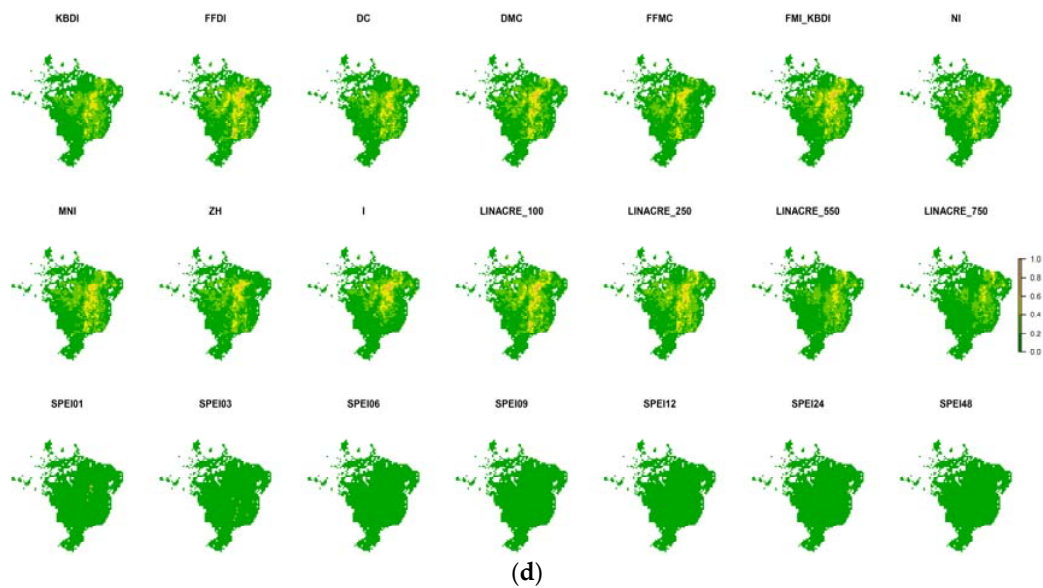 KBDI FFDI DC DMC FFMC FMI_KBDI NI
MNI ZH I LINACRE_100 LINACRE_250 LINACRE_550 LINACRE_750
1.0
0.8
0.6
0.4
0.2
0.0
SPEI01 SPEI03 SPEI06 SPEI09 SPEI12 SPEI24 SPEI48
(d)